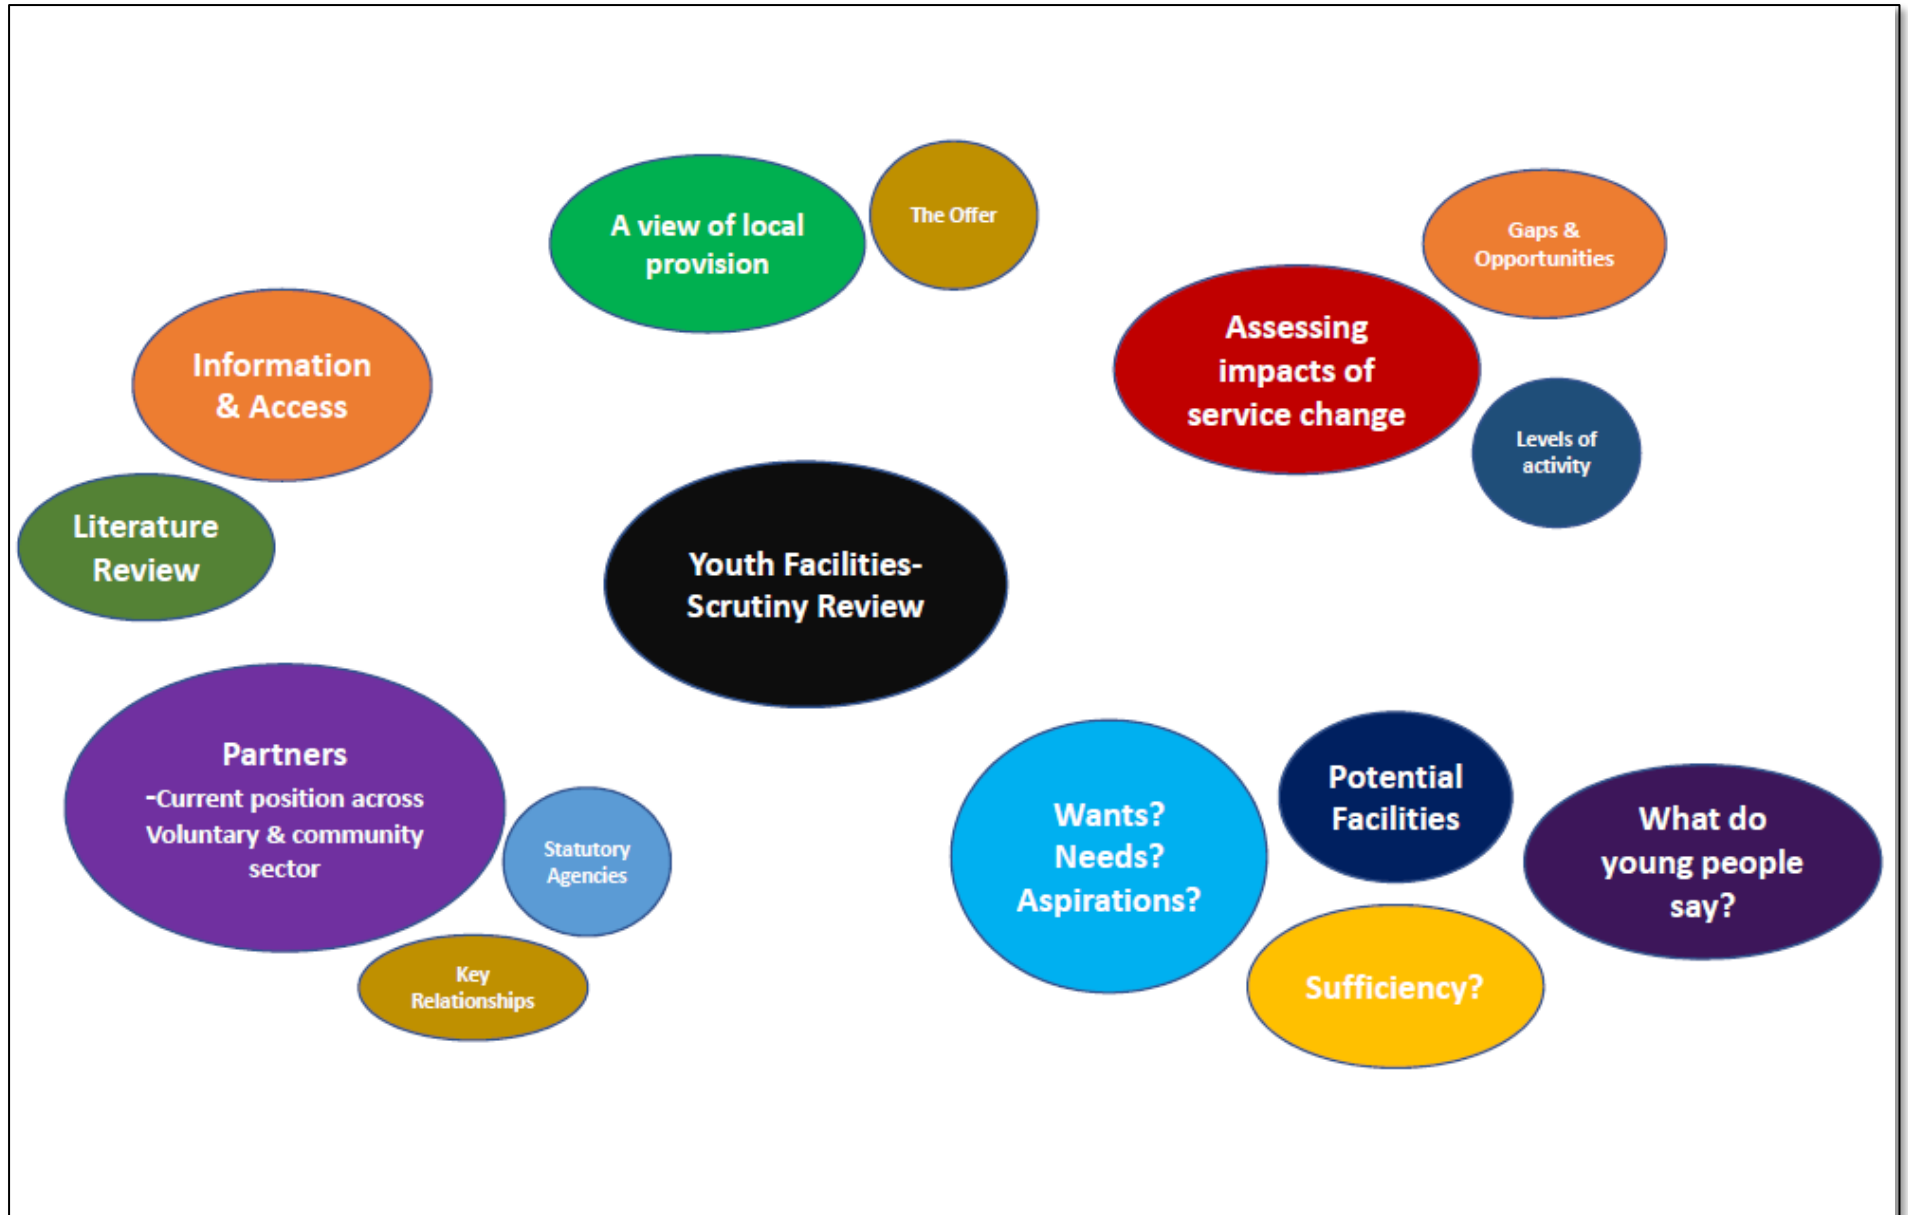 A view of local
provision
The Offer
Gaps &
Opportunities
Information
& Access
Assessing
impacts of
service change
Levels of
activity
Literature
Review
Youth Facilities-
Scrutiny Review
Partners
-Current position across
Voluntary & community
sector
Statutory
Agencies
Key
Relationships
Wants?
Needs?
Aspirations?
Potential
Facilities
What do
young people
say?
Sufficiency?